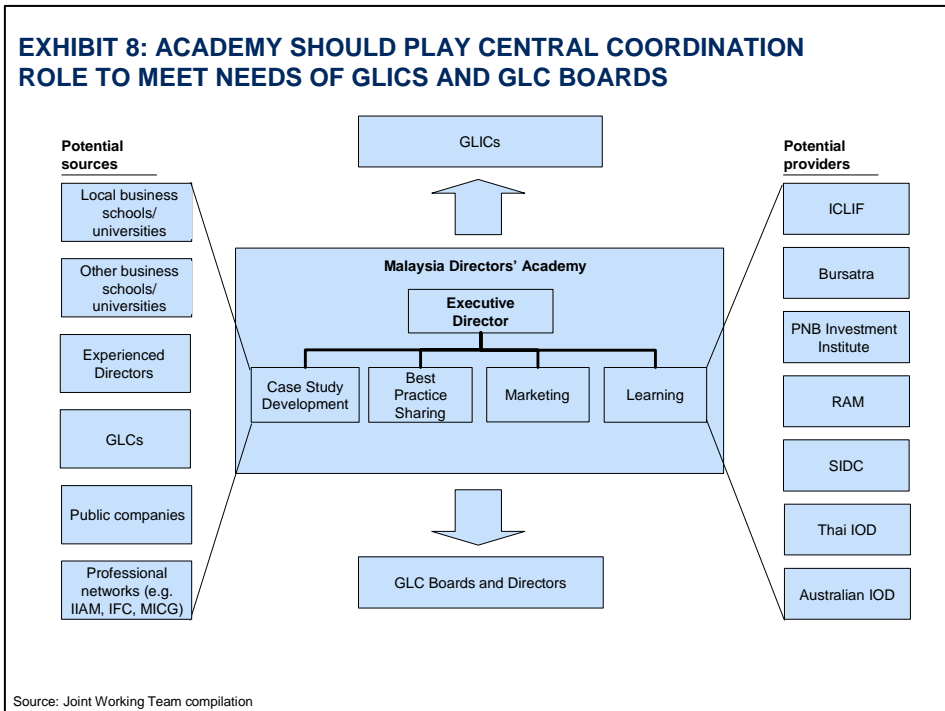 EXHIBIT 8: ACADEMY SHOULD PLAY CENTRAL COORDINATION
ROLE TO MEET NEEDS OF GLICS AND GLC BOARDS
Potential
sources
Local business
schools/
universities
Other business
schools/
universities
Experienced
Directors
GLCs
Public companies
Professional
networks (e.g.
IIAM, IFC, MICG)
GLICs
Malaysia Directors’ Academy
Executive
Director
Case Study
Development
Best
Practice
Sharing
Marketing
Learning
GLC Boards and Directors
Potential
providers
ICLIF
Bursatra
PNB Investment
Institute
RAM
SIDC
Thai IOD
Australian IOD
Source: Joint Working Team compilation